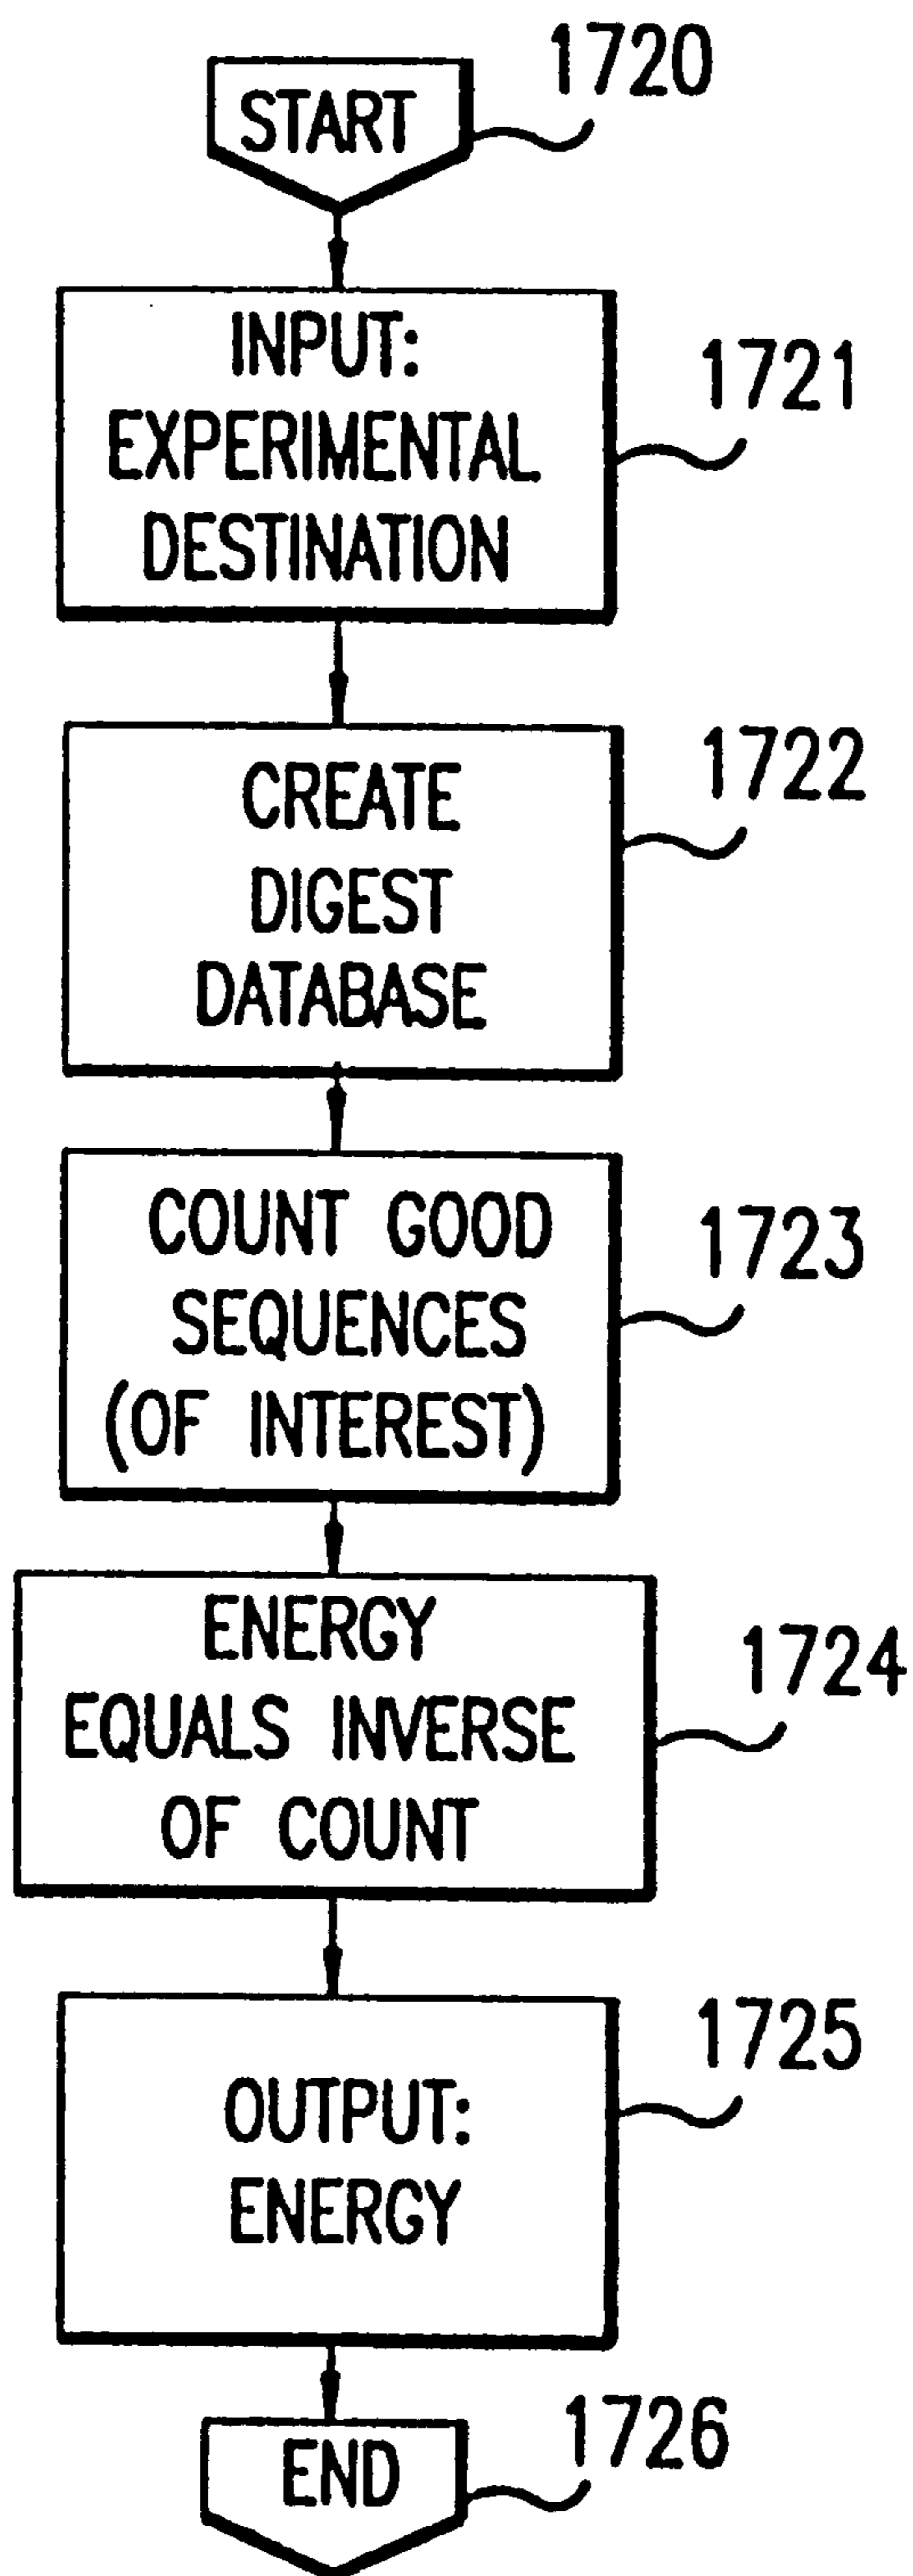 START
1720
INPUT:
EXPERIMENTAL
DESTINATION
1721
CREATE
DIGEST
DATABASE
1722
COUNT GOOD
SEQUENCES
(OF INTEREST)
1723
ENERGY
EQUALS INVERSE
OF COUNT
1724
OUTPUT:
ENERGY
1725
END
1726